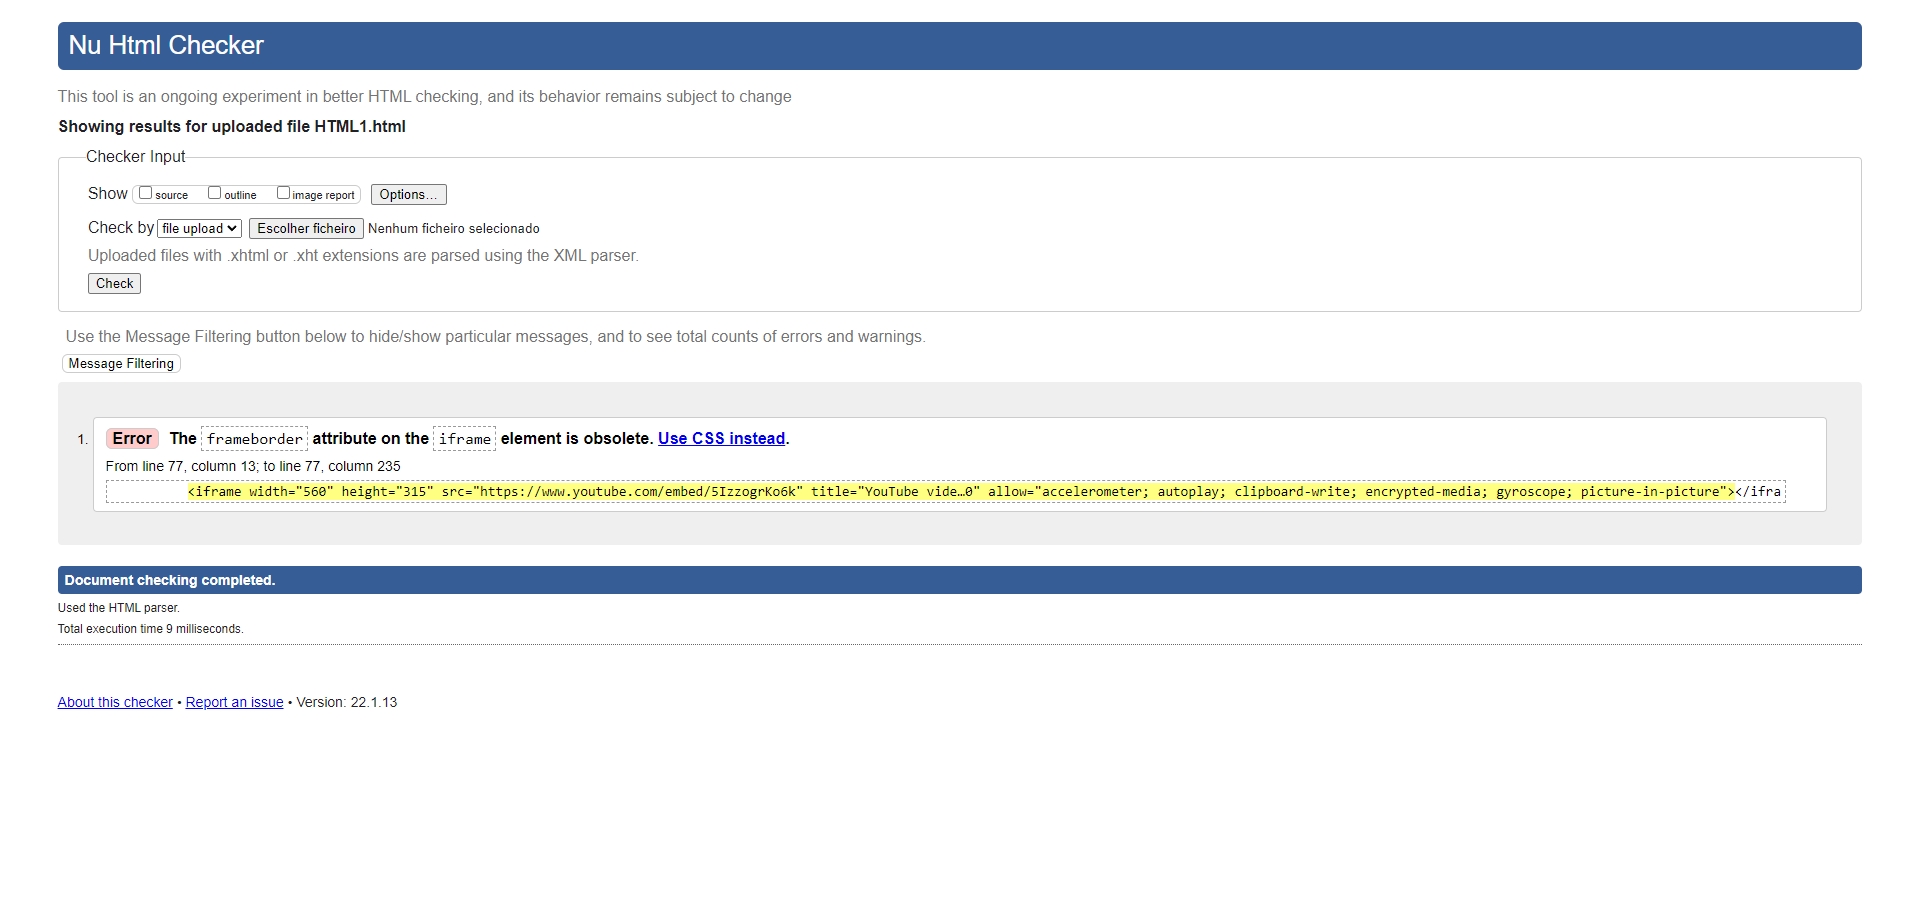 Nu Html Checker
This tool is an ongoing experiment in better HTML checking, and its behavior remains subject to change
Showing results for uploaded file HTML1.html
Checker Input
Show source outline image report Options...
Check by file upload Escolher ficheiro Nenhum ficheiro selecionado
Uploaded files with .xhtml or .xht extensions are parsed using the XML parser.
Check
Use the Message Filtering button below to hide/show particular messages, and to see total counts of errors and warnings.
Message Filtering
1. Error The frameborder attribute on the iframe element is obsolete. Use CSS instead.
From line 77, column 13; to line 77, column 235
<iframe width="560" height="315" src="https://www.youtube.com/embed/5IzzogrKo6k" title="YouTube vide…0" allow="accelerometer; autoplay; clipboard-write; encrypted-media; gyroscope; picture-in-picture"></ifra
Document checking completed.
Used the HTML parser.
Total execution time 9 milliseconds.
About this checker • Report an issue • Version: 22.1.13